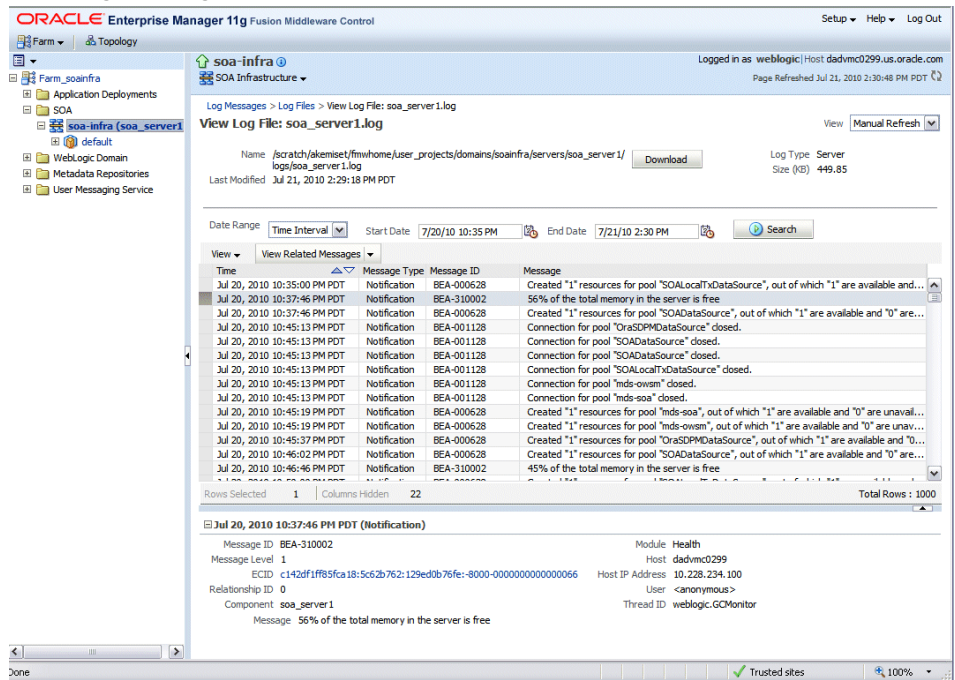 ORACLE Enterprise Manager 11g Fusion Middleware Control
Setup Help Log Out
Farm Topology
soa-infra
Logged in as weblogic|Host dadvmc0299.us.oracle.com
SOA Infrastructure
Page Refreshed Jul 21, 2010 2:30:48 PM PDT
Farm_soainfra
Application Deployments
SOA
soa-infra (soa_server1
default
WebLogic Domain
Metadata Repositories
User Messaging Service
Log Messages > Log Files > View Log File: soa_server1.log
View Log File: soa_server1.log
View Manual Refresh
Name /scratch/akemiset/fmwhome/user_projects/domains/soainfra/servers/soa_server1/
logs/soa_server1.log
Download
Log Type Server
Size (KB) 449.85
Last Modified Jul 21, 2010 2:29:18 PM PDT
Date Range Time Interval Start Date 7/20/10 10:35 PM End Date 7/21/10 2:30 PM Search
View View Related Messages
Time Message Type Message ID Message
Jul 20, 2010 10:35:00 PM PDT Notification BEA-000628 Created "1" resources for pool "SOALocalTxDataSource", out of which "1" are available and...
Jul 20, 2010 10:37:46 PM PDT Notification BEA-310002 56% of the total memory in the server is free
Jul 20, 2010 10:37:46 PM PDT Notification BEA-000628 Created "1" resources for pool "SOADataSource", out of which "1" are available and "0" are...
Jul 20, 2010 10:45:13 PM PDT Notification BEA-001128 Connection for pool "OraSDPMDataSource" closed.
Jul 20, 2010 10:45:13 PM PDT Notification BEA-001128 Connection for pool "SOADataSource" closed.
Jul 20, 2010 10:45:13 PM PDT Notification BEA-001128 Connection for pool "SOADataSource" closed.
Jul 20, 2010 10:45:13 PM PDT Notification BEA-001128 Connection for pool "SOALocalTxDataSource" closed.
Jul 20, 2010 10:45:13 PM PDT Notification BEA-001128 Connection for pool "mds-owsm" closed.
Jul 20, 2010 10:45:13 PM PDT Notification BEA-001128 Connection for pool "mds-soa" closed.
Jul 20, 2010 10:45:19 PM PDT Notification BEA-000628 Created "1" resources for pool "mds-soa", out of which "1" are available and "0" are unavail...
Jul 20, 2010 10:45:19 PM PDT Notification BEA-000628 Created "1" resources for pool "mds-owsm", out of which "1" are available and "0" are unav...
Jul 20, 2010 10:45:37 PM PDT Notification BEA-000628 Created "1" resources for pool "OraSDPMDataSource", out of which "1" are available and "0...
Jul 20, 2010 10:46:02 PM PDT Notification BEA-000628 Created "1" resources for pool "SOADataSource", out of which "1" are available and "0" are...
Jul 20, 2010 10:46:46 PM PDT Notification BEA-310002 45% of the total memory in the server is free
Rows Selected 1 Columns Hidden 22 Total Rows : 1000
Jul 20, 2010 10:37:46 PM PDT (Notification)
Message ID BEA-310002 Module Health
Message Level 1 Host dadvmc0299
ECID c142df1ff85fca18:5c62b762:129ed0b76fe:-8000-0000000000000066 Host IP Address 10.228.234.100
Relationship ID 0 User <anonymous>
Component soa_server1 Thread ID weblogic.GCMonitor
Message 56% of the total memory in the server is free
Done Trusted sites 100%